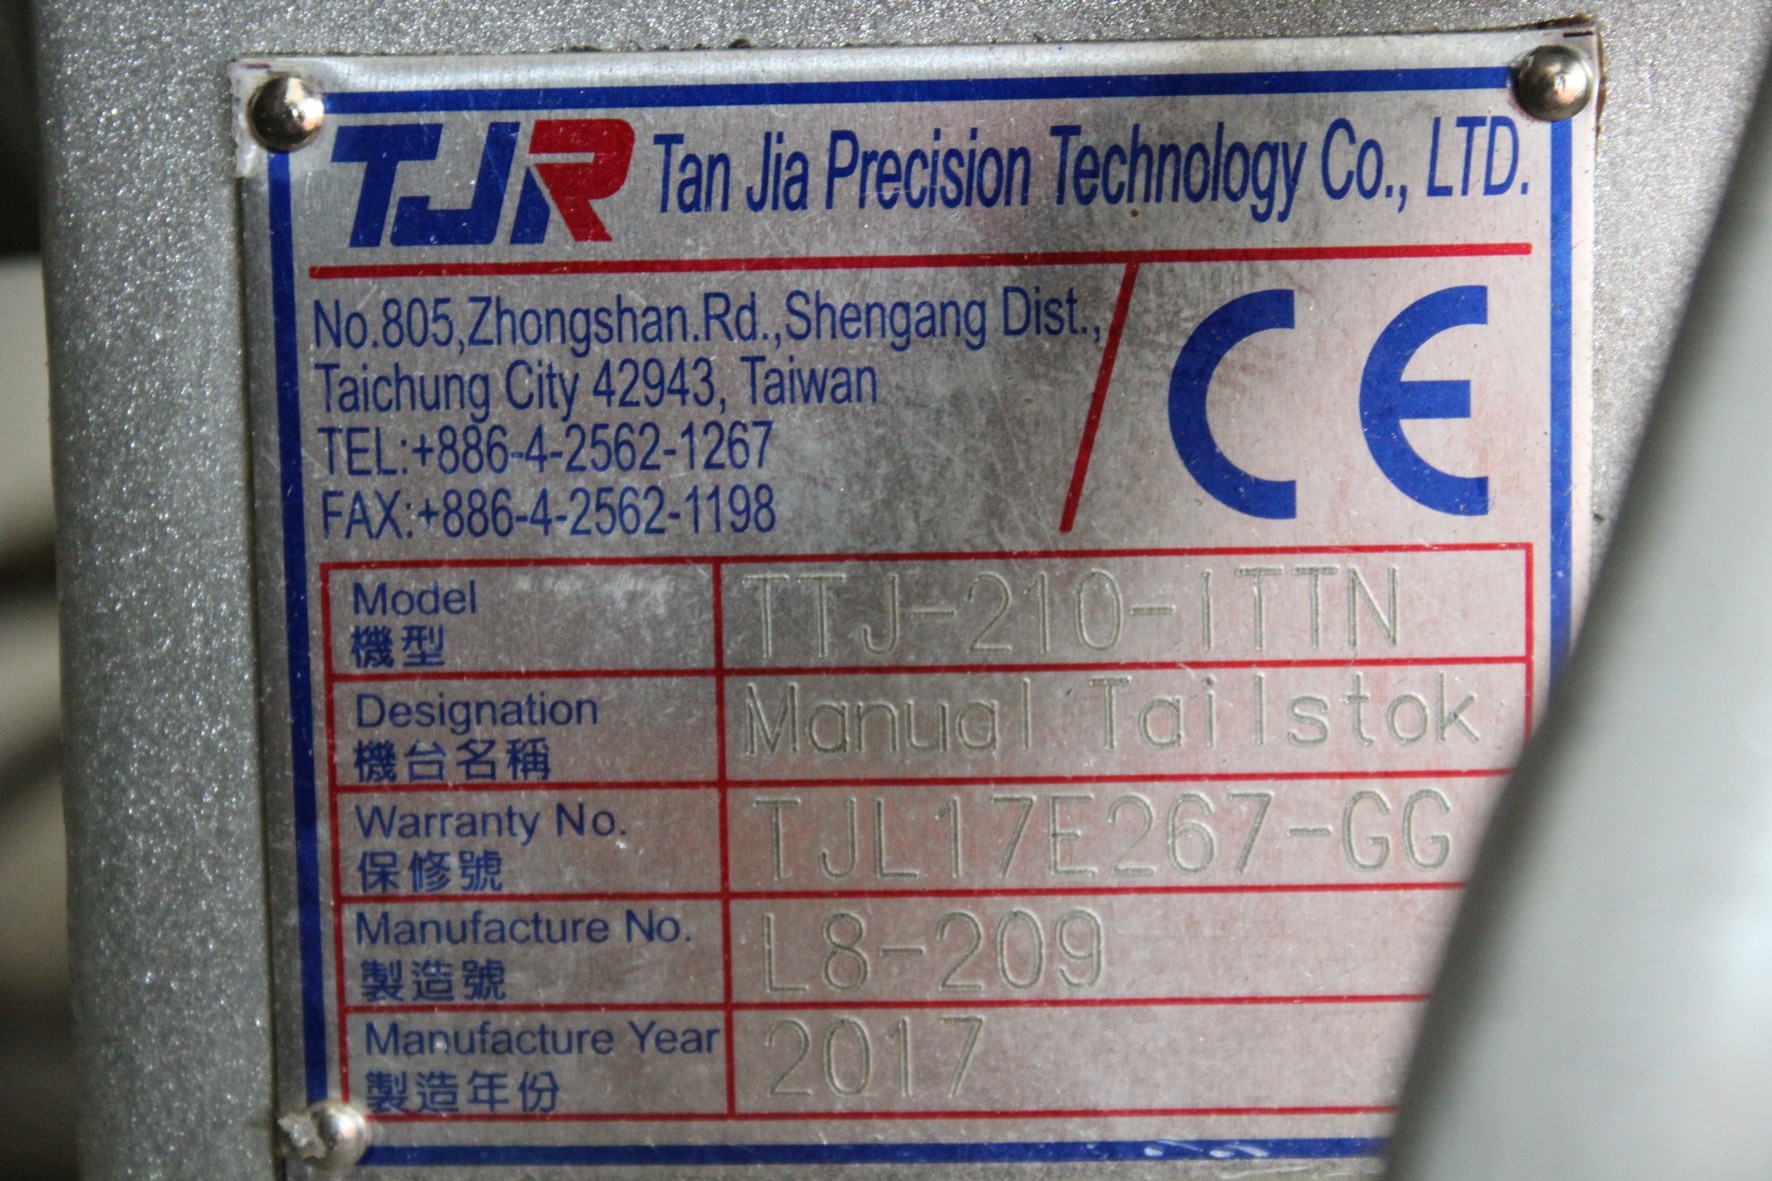 TJR Tan Jia Precision Technology Co., LTD.
No.805,Zhongshan.Rd.,Shengang Dist.,
Taichung City 42943, Taiwan
TEL:+886-4-2562-1267
FAX:+886-4-2562-1198
CE
Model TTJ-210-ITTN
機型
Designation Manual Tailstok
機台名稱
Warranty No. TJL17E267-GG
保修號
Manufacture No. L8-209
製造號
Manufacture Year 2017
製造年份